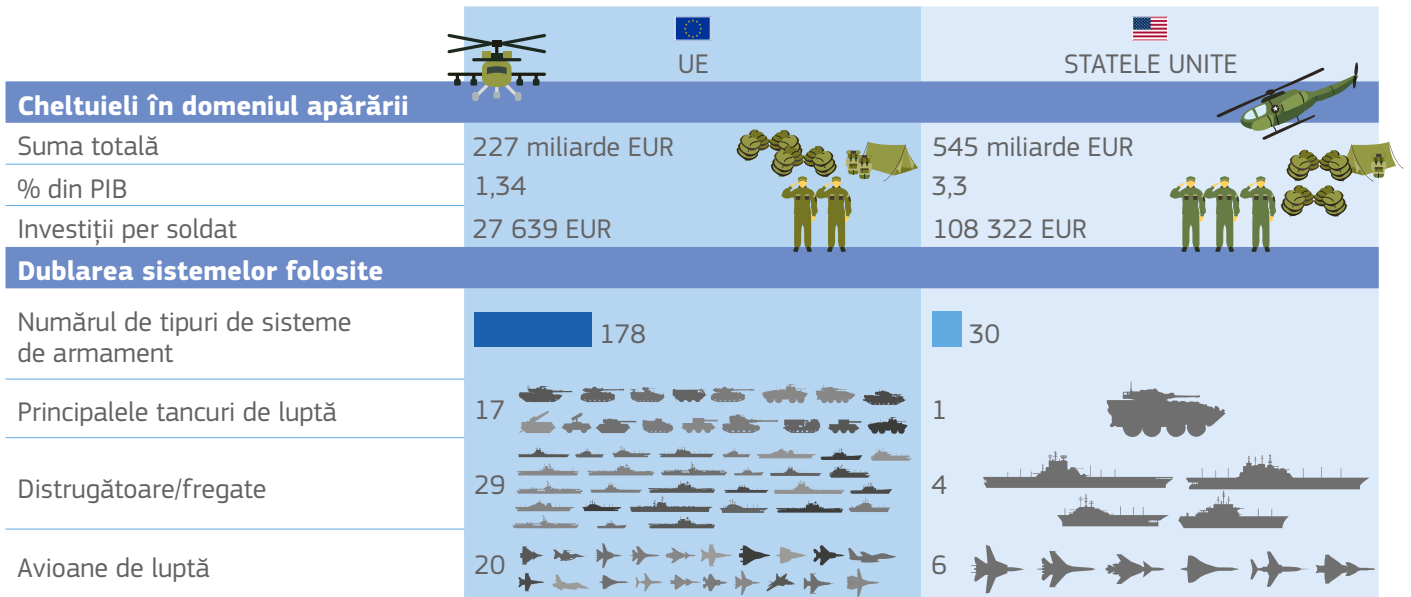 UE
STATELE UNITE
Cheltuieli în domeniul apărării
Suma totală
227 miliarde EUR
545 miliarde EUR
% din PIB
1,34
3,3
Investiții per soldat
27 639 EUR
108 322 EUR
Dublarea sistemelor folosite
Numărul de tipuri de sisteme
de armament
178
30
Principalele tancuri de luptă
17
1
Distrugătoare/fregate
29
4
Avioane de luptă
20
6